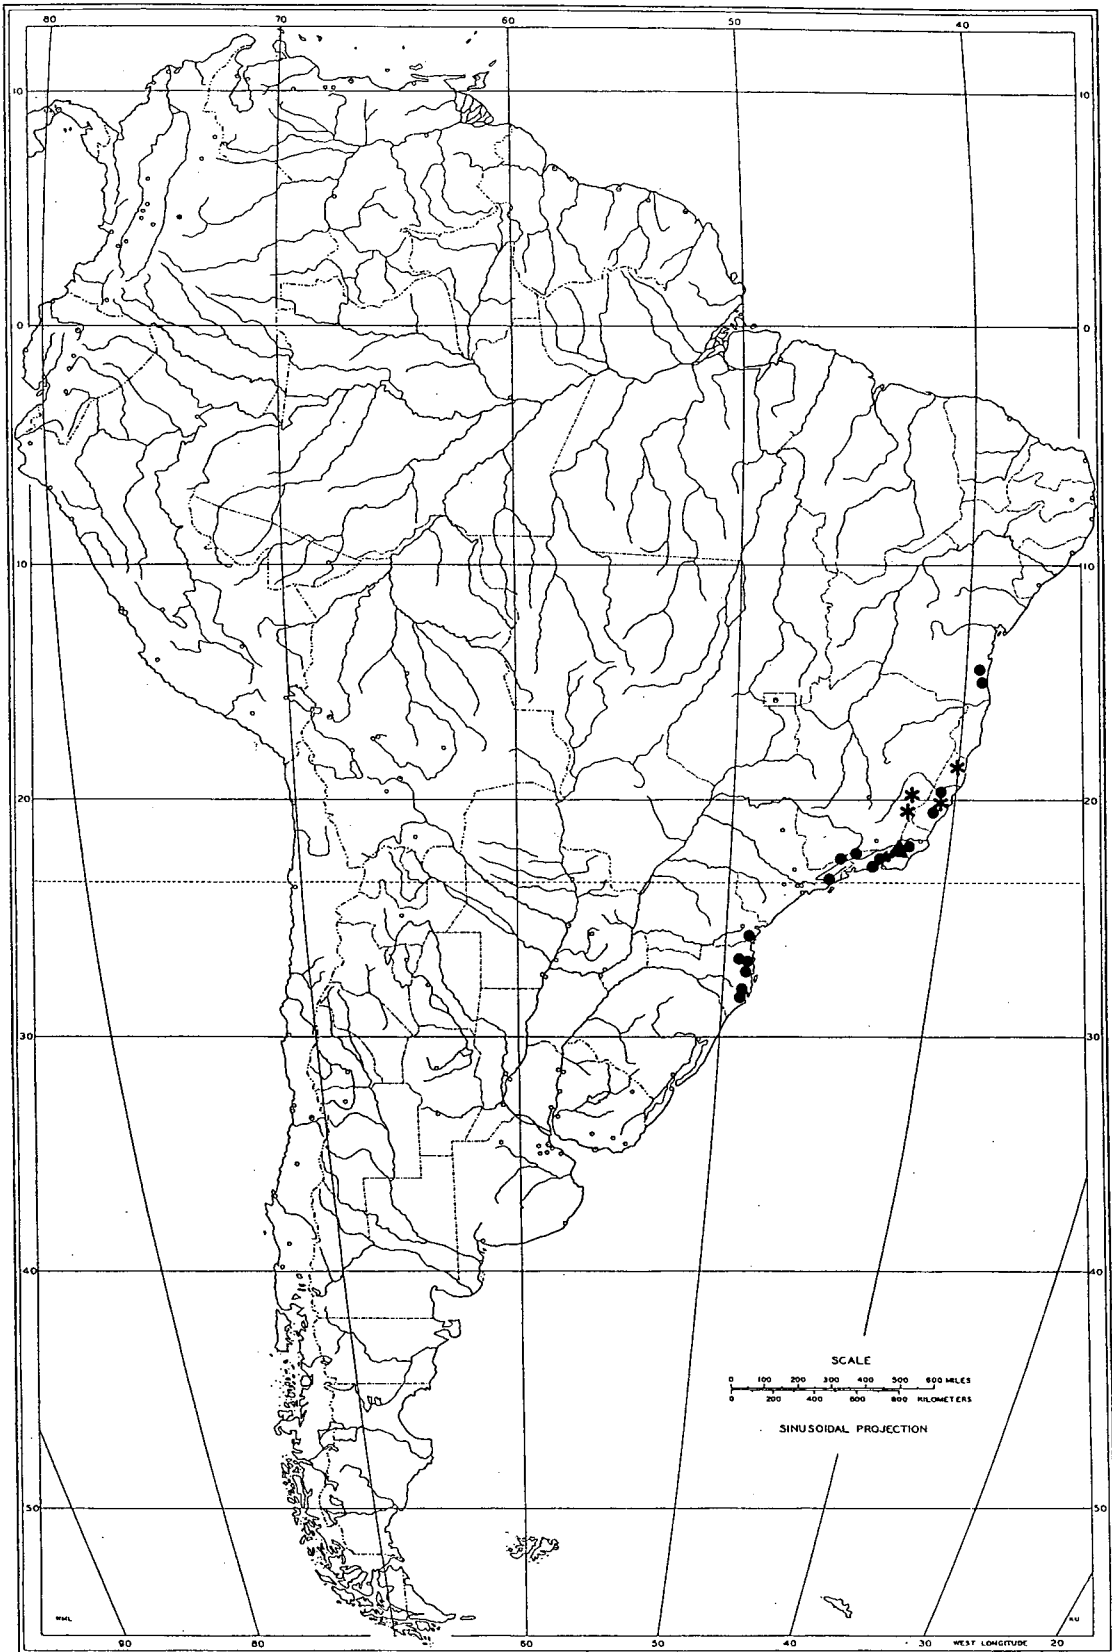 80 70 60 50 40
10 10
0 0
10 10
20 20
30 30
40 40
SCALE
0 100 200 300 400 500 600 MILES
0 200 400 600 800 KILOMETERS
SINUSOIDAL PROJECTION
50 50
WML KU
90 80 70 60 50 40 30 WEST LONGITUDE 20